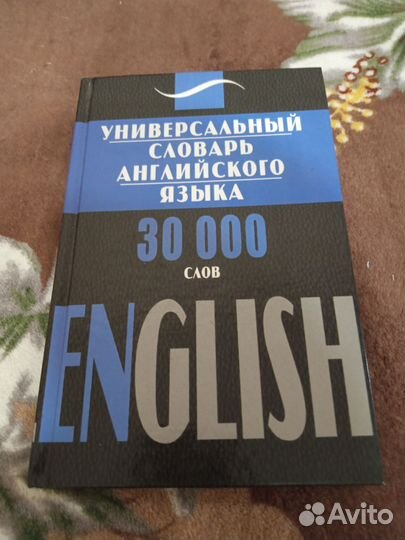 УНИВЕРСАЛЬНЫЙ
СЛОВАРЬ
АНГЛИЙСКОГО
ЯЗЫКА
30 000
СЛОВ
ENGLISH
Avito